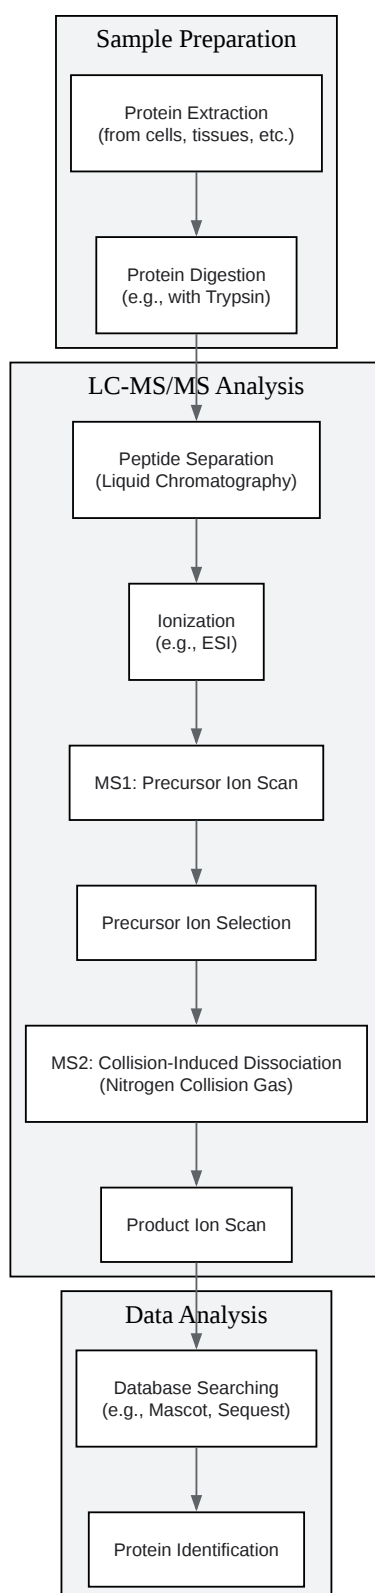 Sample Preparation
Protein Extraction
(from cells, tissues, etc.)
Protein Digestion
(e.g., with Trypsin)
LC-MS/MS Analysis
Peptide Separation
(Liquid Chromatography)
Ionization
(e.g., ESI)
MS1: Precursor Ion Scan
Precursor Ion Selection
MS2: Collision-Induced Dissociation
(Nitrogen Collision Gas)
Product Ion Scan
Data Analysis
Database Searching
(e.g., Mascot, Sequest)
Protein Identification